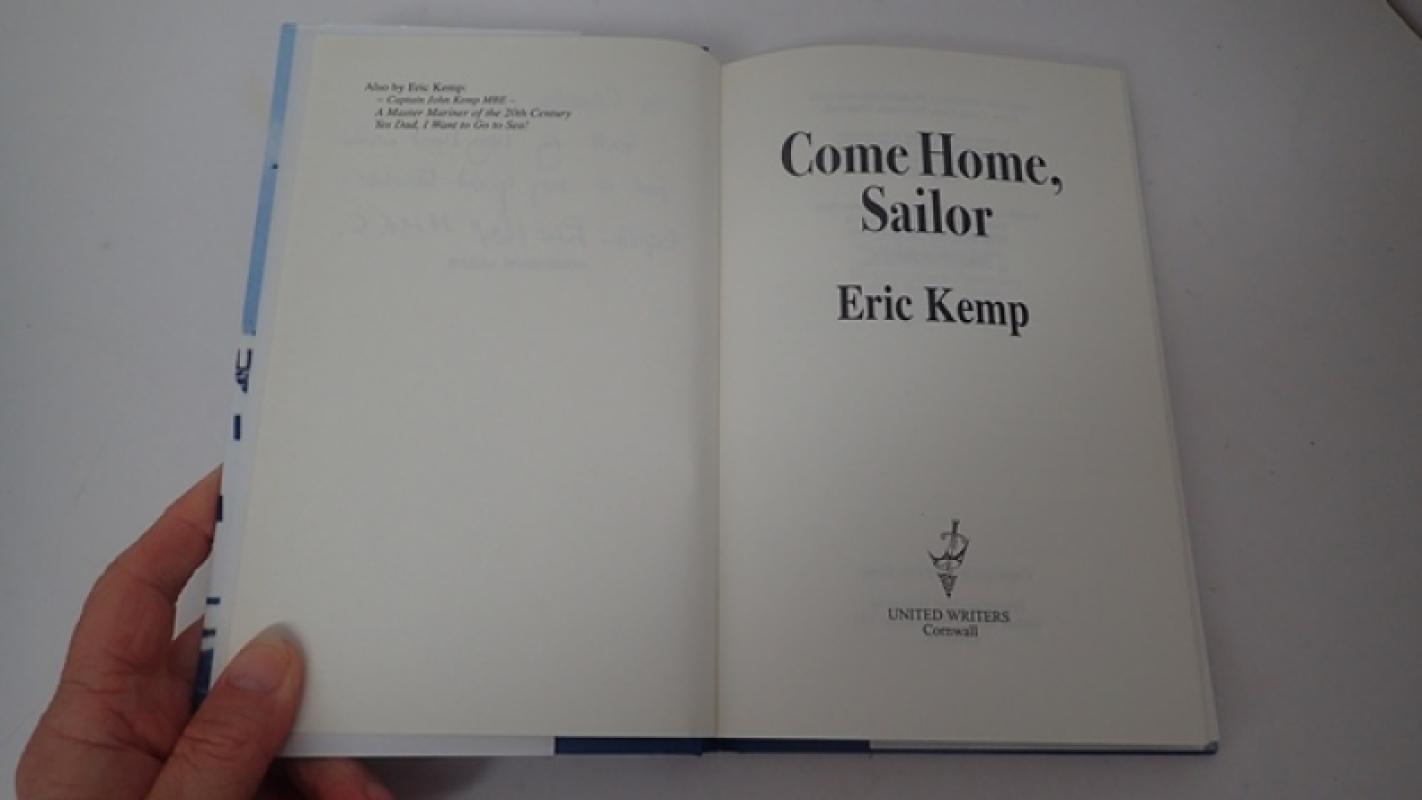 Also by Eric Kemp:
– Captain John Kemp MBE –
A Master Mariner of the 20th Century
Yes Dad, I Want to Go to Sea!
Come Home,
Sailor
Eric Kemp
UNITED WRITERS
Cornwall